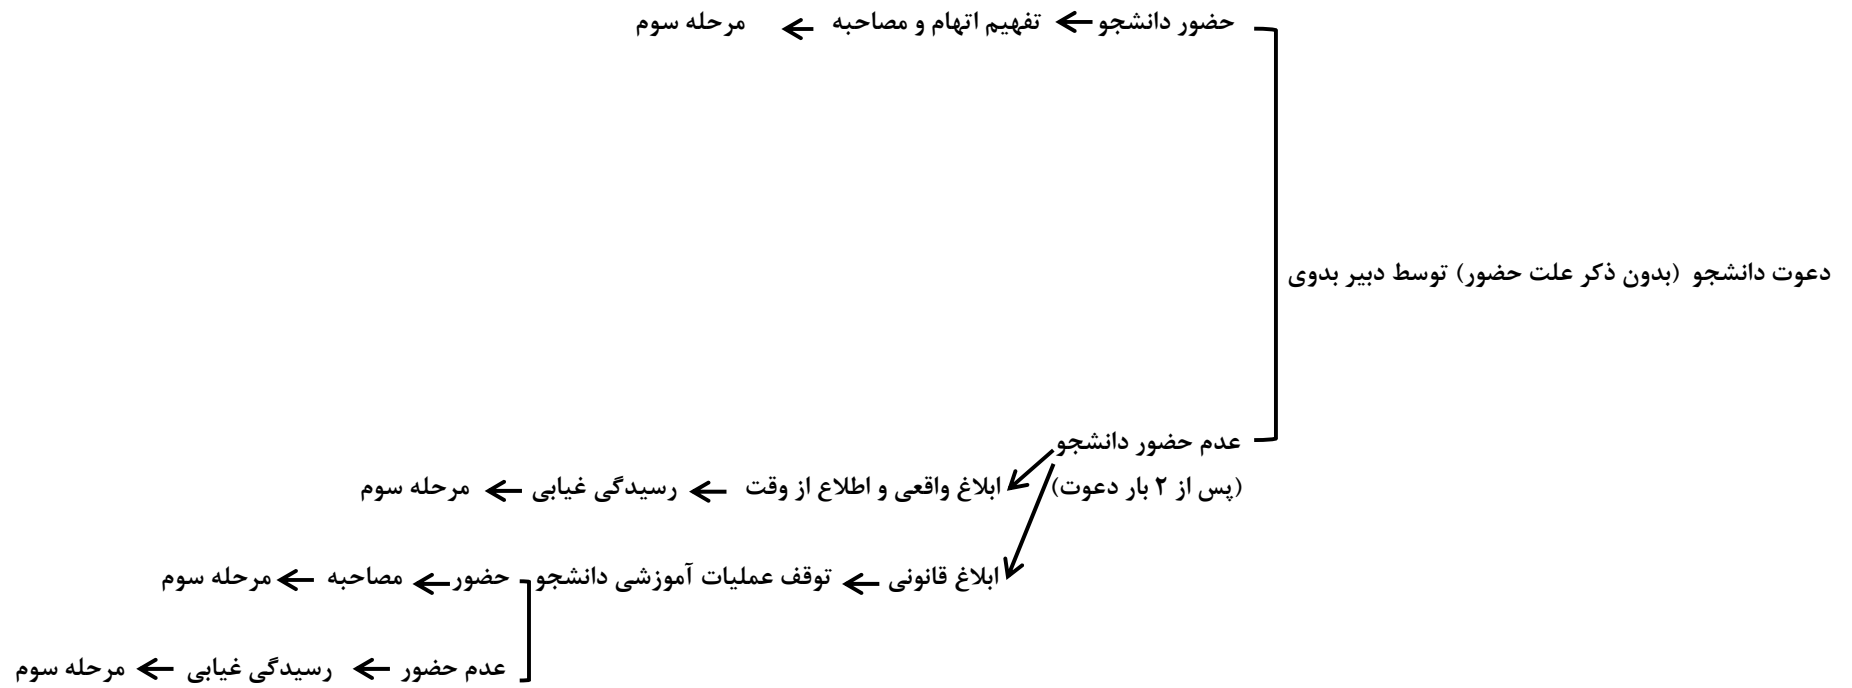 حضور دانشجو ← تفهیم اتهام و مصاحبه ← مرحله سوم
دعوت دانشجو (بدون ذکر علت حضور) توسط دبیر بدوی
عدم حضور دانشجو
(پس از ۲ بار دعوت) ابلاغ واقعی و اطلاع از وقت ← رسیدگی غیابی ← مرحله سوم
ابلاغ قانونی ← توقف عملیات آموزشی دانشجو حضور ← مصاحبه ← مرحله سوم
عدم حضور ← رسیدگی غیابی ← مرحله سوم